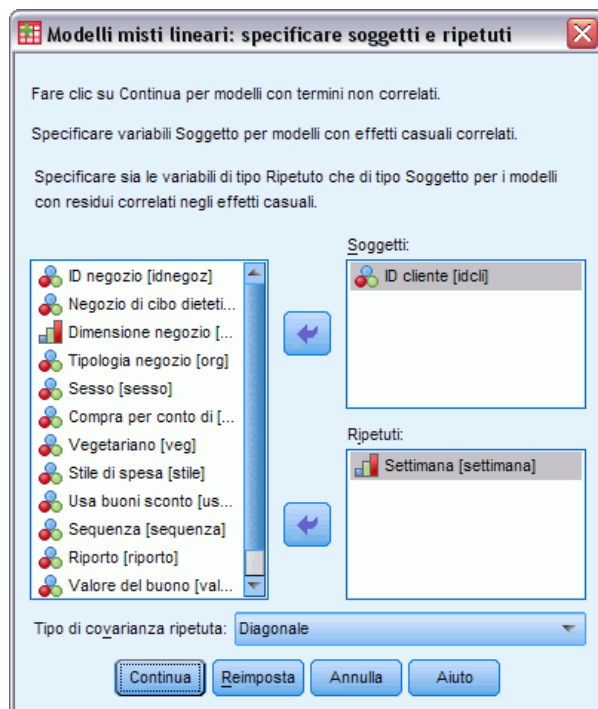 Modelli misti lineari: specificare soggetti e ripetuti
Fare clic su Continua per modelli con termini non correlati.
Specificare variabili Soggetto per modelli con effetti casuali correlati.
Specificare sia le variabili di tipo Ripetuto che di tipo Soggetto per i modelli
con residui correlati negli effetti casuali.
Soggetti:
ID negozio [idnegoz]
Negozio di cibo dieteti...
Dimensione negozio [...
Tipologia negozio [org]
Sesso [sesso]
Compra per conto di [...
Vegetariano [veg]
Stile di spesa [stile]
Usa buoni sconto [us...
Sequenza [sequenza]
Riporto [riporto]
Valore del buono [val...
ID cliente [idcli]
Ripetuti:
Settimana [settimana]
Tipo di covarianza ripetuta: Diagonale
Continua Reimposta Annulla Aiuto